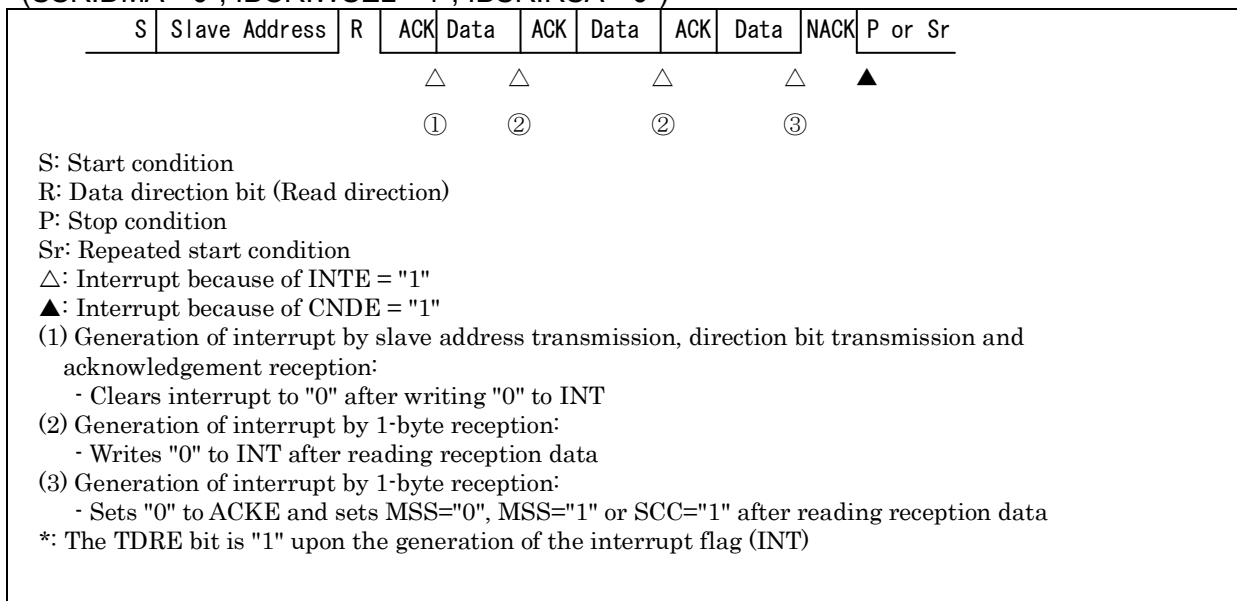 S Slave Address R ACK Data ACK Data ACK Data NACK P or Sr
△ △ △ △ ▲
① ② ② ③
S: Start condition
R: Data direction bit (Read direction)
P: Stop condition
Sr: Repeated start condition
△: Interrupt because of INTE = "1"
▲: Interrupt because of CNDE = "1"
(1) Generation of interrupt by slave address transmission, direction bit transmission and
acknowledgement reception:
- Clears interrupt to "0" after writing "0" to INT
(2) Generation of interrupt by 1-byte reception:
- Writes "0" to INT after reading reception data
(3) Generation of interrupt by 1-byte reception:
- Sets "0" to ACKE and sets MSS="0", MSS="1" or SCC="1" after reading reception data
*: The TDRE bit is "1" upon the generation of the interrupt flag (INT)